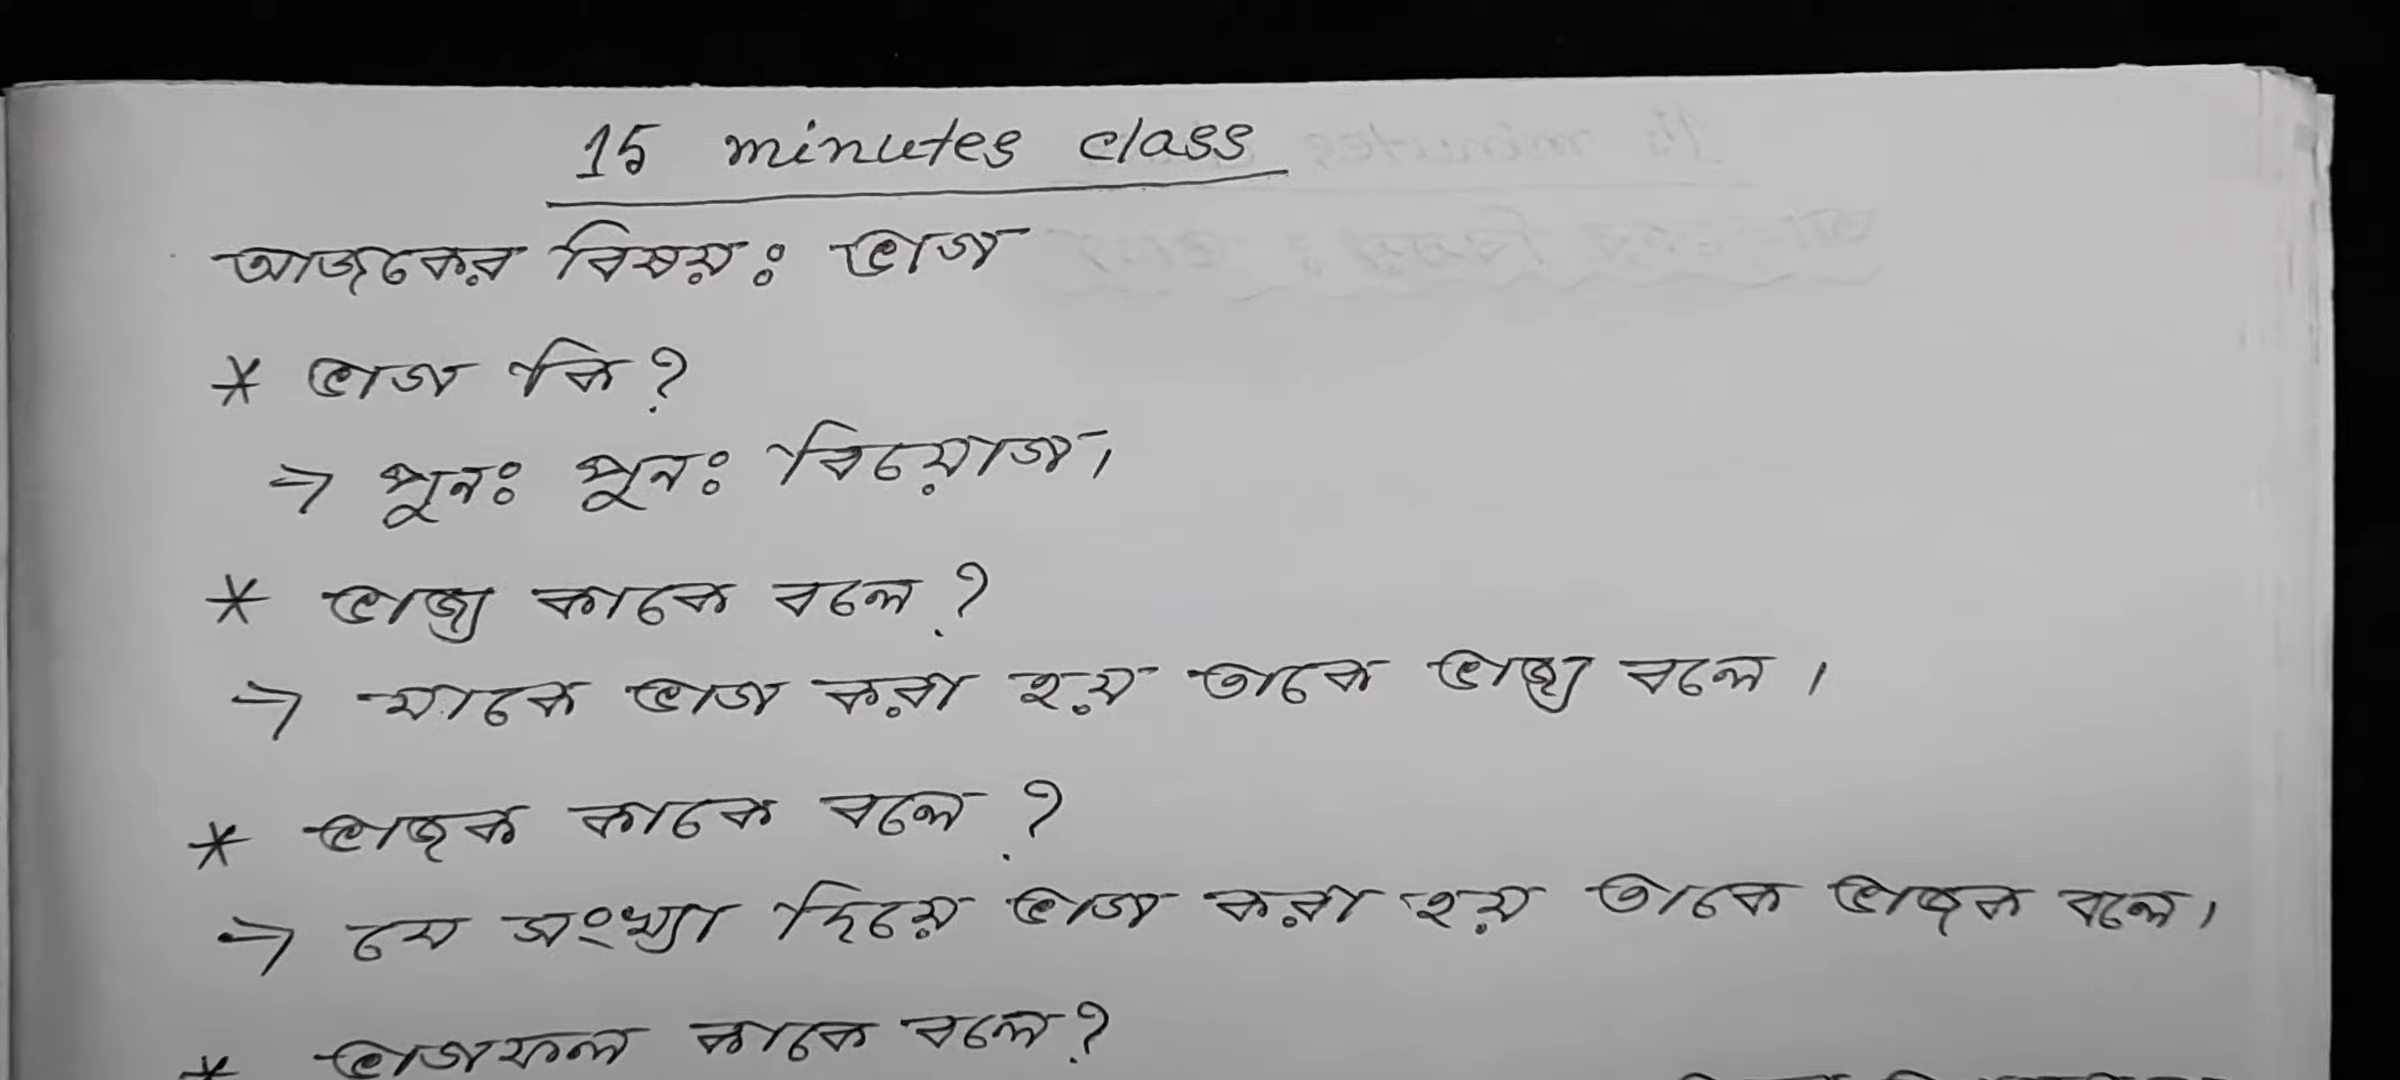 15 minutes class
আজকের বিষয়ঃ ভাগ
* ভাগ কি?
→ পুনঃ পুনঃ বিয়োগ।
* ভাজ্য কাকে বলে?
→ যাকে ভাগ করা হয় তাকে ভাজ্য বলে।
* ভাজক কাকে বলে?
→ যে সংখ্যা দিয়ে ভাগ করা হয় তাকে ভাজক বলে।
* ভাগফল কাকে বলে?